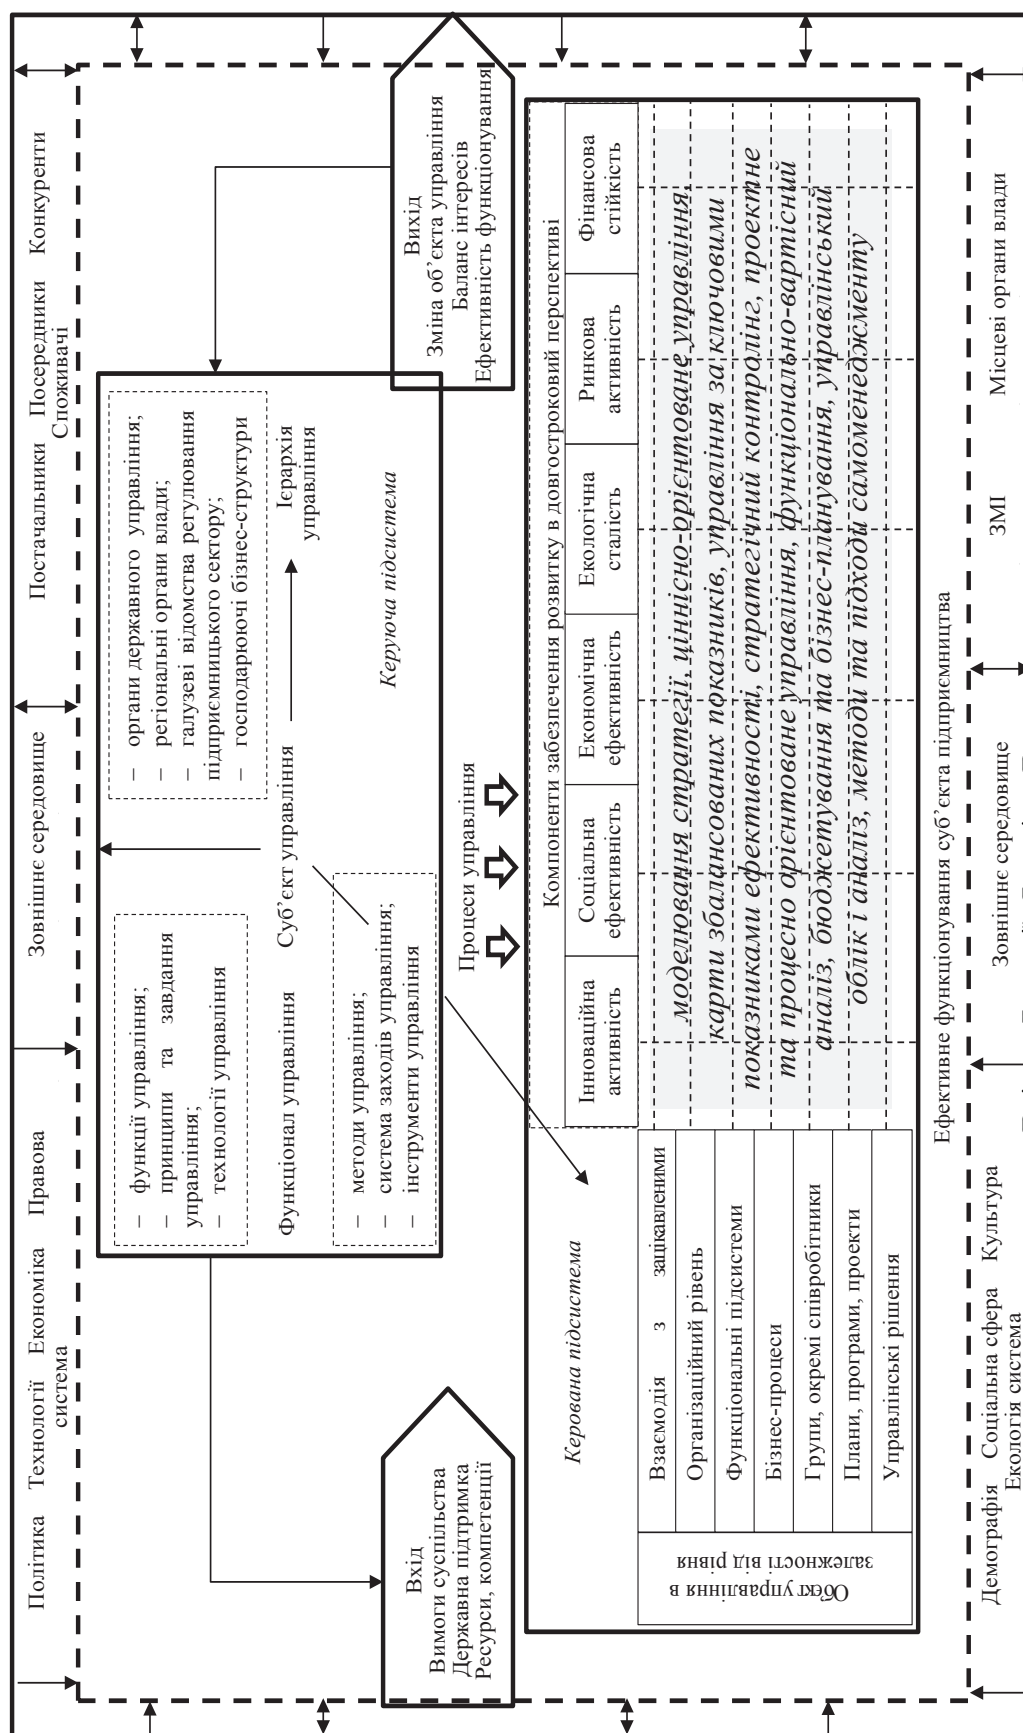 Політика Технології Економіка Правова
система
Зовнішнє середовище
Постачальники Посередники Конкуренти
Споживачі
– функції управління;
– принципи та завдання
управління;
– технології управління
Функціонал управління
– методи управління;
– система заходів управління;
– інструменти управління
Суб’єкт управління
– органи державного управління;
– регіональні органи влади;
– галузеві відомства регулювання
підприємницького сектору;
– господарюючі бізнес-структури
Ієрархія
управління
Керуюча підсистема
Вхід
Вимоги суспільства
Державна підтримка
Ресурси, компетенції
Процеси управління
Вихід
Зміна об’єкта управління
Баланс інтересів
Ефективність функціонування
Керована підсистема
Компоненти забезпечення розвитку в довгостроковій перспективі
Інноваційна
активність
Соціальна
ефективність
Економічна
ефективність
Екологічна
сталість
Ринкова
активність
Фінансова
стійкість
Об’єкт управління в
залежності від рівня
Взаємодія з зацікавленими
Організаційний рівень
Функціональні підсистеми
Бізнес-процеси
Групи, окремі співробітники
Плани, програми, проекти
Управлінські рішення
моделювання стратегії, ціннісно-орієнтоване управління,
карти збалансованих показників, управління за ключовими
показниками ефективності, стратегічний контролінг, проектне
та процесно орієнтоване управління, функціонально-вартісний
аналіз, бюджетування та бізнес-планування, управлінський
облік і аналіз, методи та підходи самоменеджменту
Ефективне функціонування суб’єкта підприємництва
Демографія Соціальна сфера Культура
Екологія система
Зовнішнє середовище
ЗМІ
Місцеві органи влади